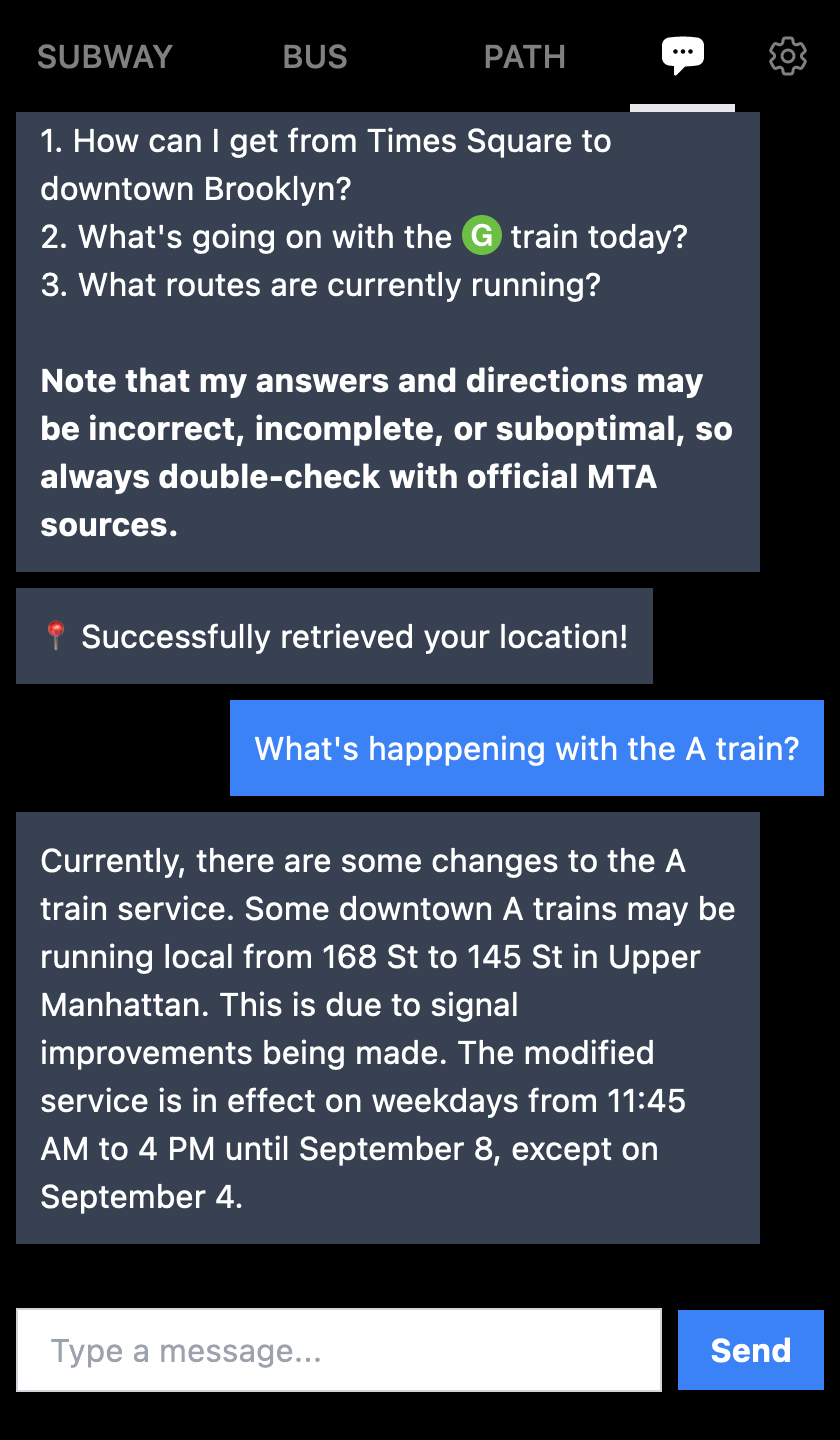 SUBWAY BUS PATH
1. How can I get from Times Square to
downtown Brooklyn?
2. What's going on with the G train today?
3. What routes are currently running?
Note that my answers and directions may
be incorrect, incomplete, or suboptimal, so
always double-check with official MTA
sources.
📍 Successfully retrieved your location!
What's happpening with the A train?
Currently, there are some changes to the A
train service. Some downtown A trains may be
running local from 168 St to 145 St in Upper
Manhattan. This is due to signal
improvements being made. The modified
service is in effect on weekdays from 11:45
AM to 4 PM until September 8, except on
September 4.
Type a message... Send